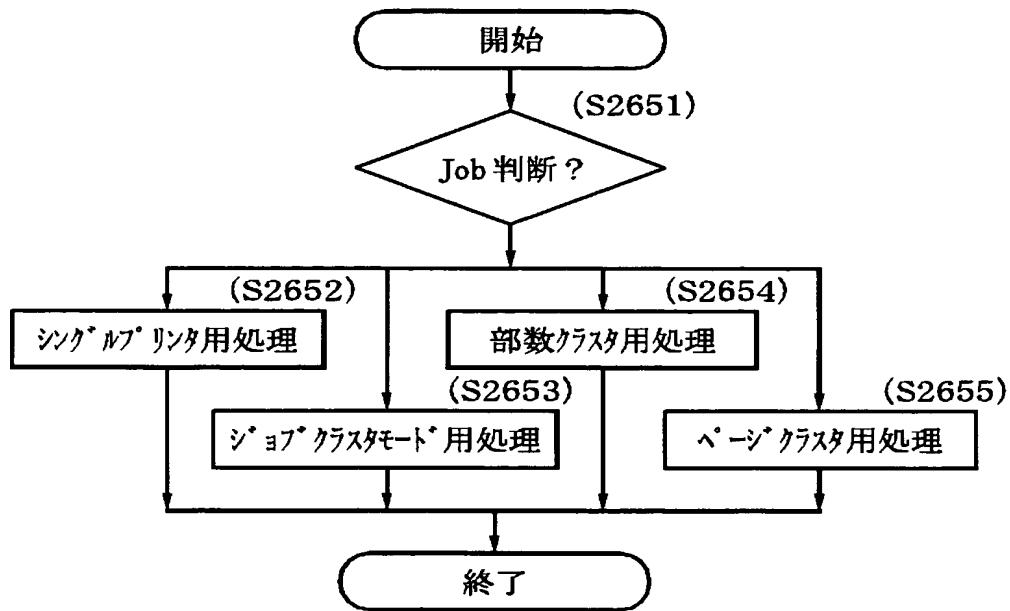 開始
(S2651)
Job判断?
(S2652)
(S2654)
ｼﾝｸﾞﾙﾌﾟﾘﾝﾀ用処理
部数ｸﾗｽﾀ用処理
(S2653)
(S2655)
ｼﾞｮﾌﾞｸﾗｽﾀﾓｰﾄﾞ用処理
ﾍﾟｰｼﾞｸﾗｽﾀ用処理
終了